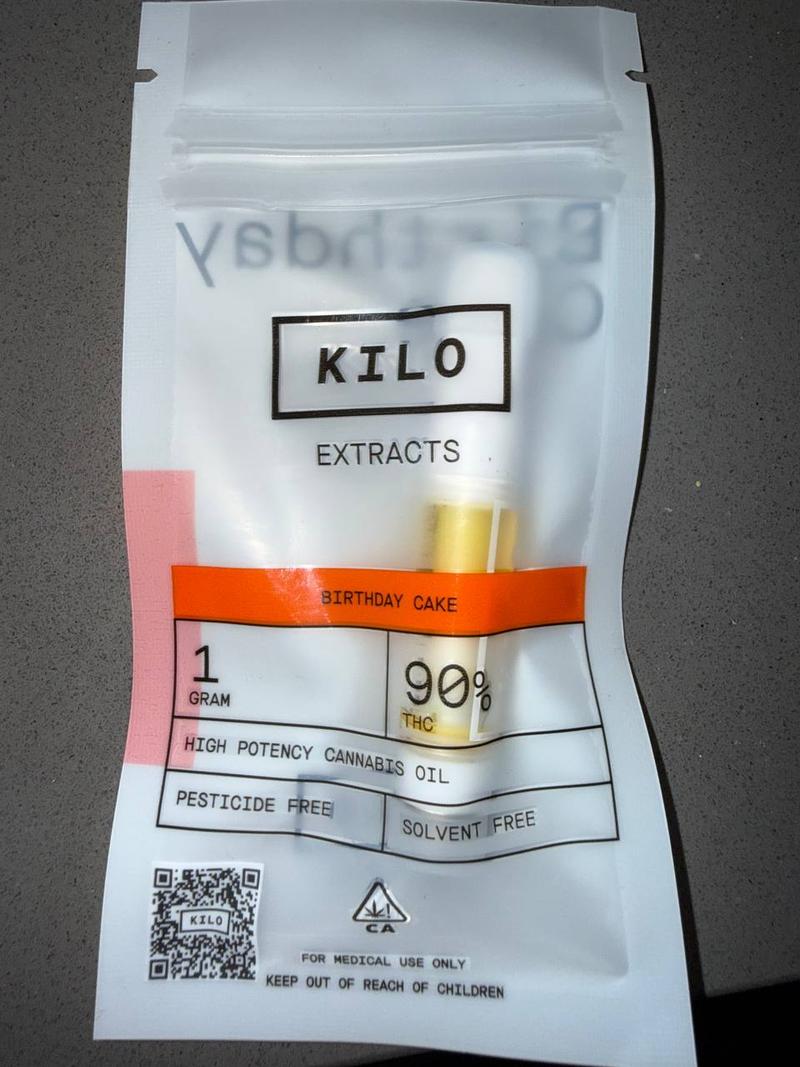 Birthday
KILO
EXTRACTS
BIRTHDAY CAKE
1
GRAM
90%
THC
HIGH POTENCY CANNABIS OIL
PESTICIDE FREE
SOLVENT FREE
KILO
!
CA
FOR MEDICAL USE ONLY
KEEP OUT OF REACH OF CHILDREN